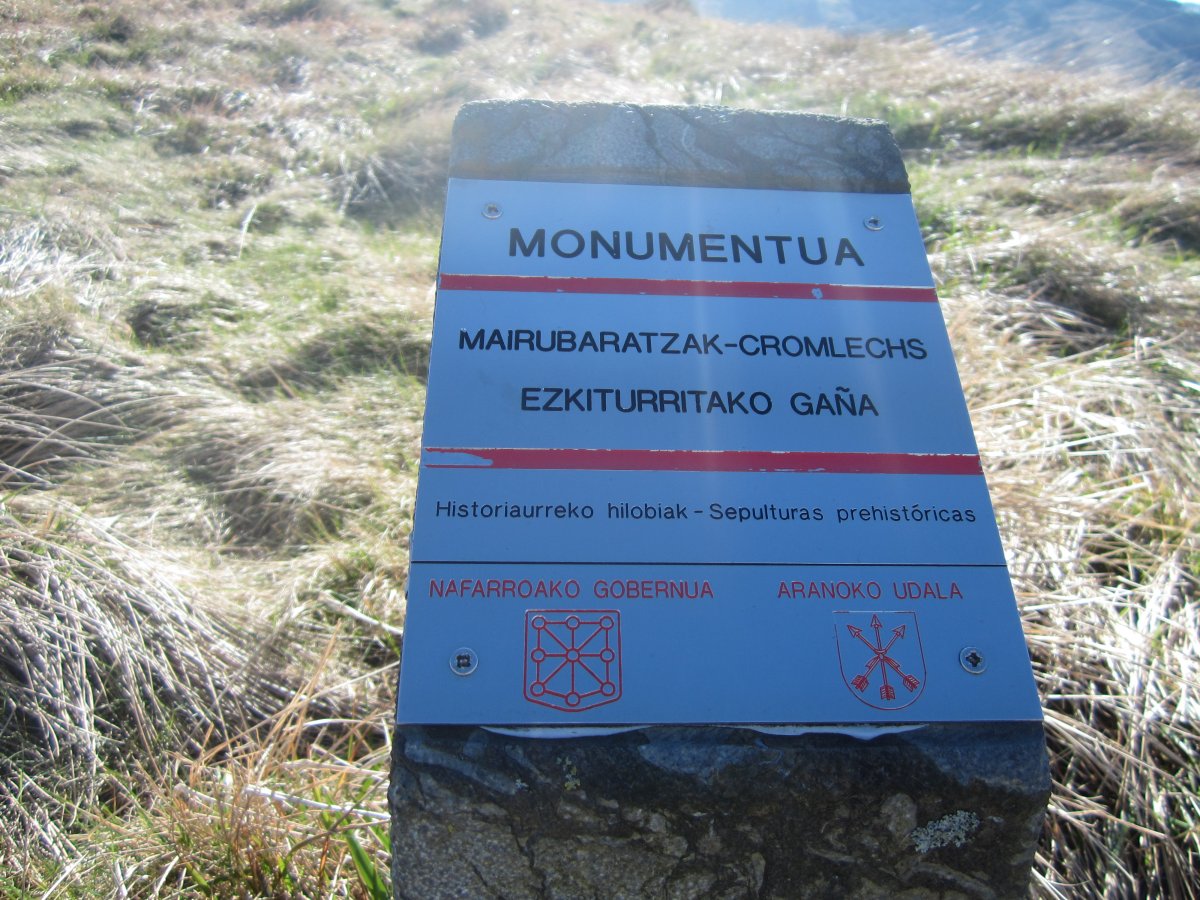 MONUMENTUA
MAIRUBARATZAK-CROMLECHS
EZKITURRITAKO GAÑA
Historiaurreko hilobiak - Sepulturas prehistóricas
NAFARROAKO GOBERNUA
ARANOKO UDALA